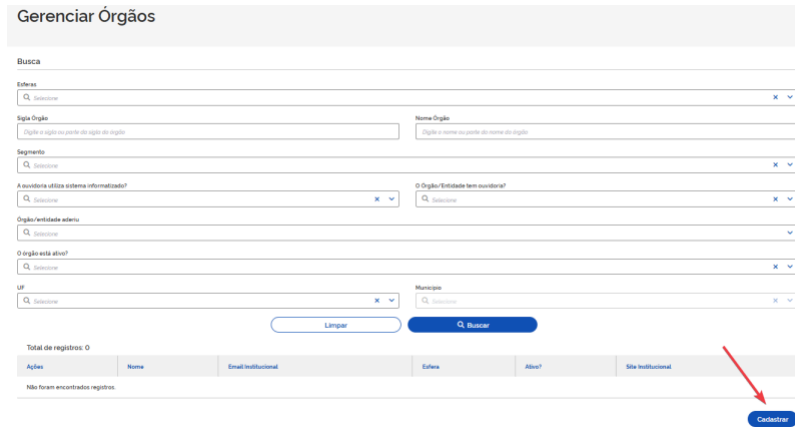 Gerenciar Órgãos
Busca
Esferas
Selecione
Sigla Órgão
Nome Órgão
Digite a sigla ou parte da sigla do órgão
Digite o nome ou parte do nome do órgão
Segmento
Selecione
A ouvidoria utiliza sistema informatizado?
O Órgão/Entidade tem ouvidoria?
Selecione
Selecione
Órgão/entidade aderiu
Selecione
O órgão está ativo?
Selecione
UF
Município
Selecione
Selecione
Limpar
Buscar
Total de registros: 0
Ações
Nome
Email Institucional
Esfera
Ativo?
Site Institucional
Não foram encontrados registros.
Cadastrar